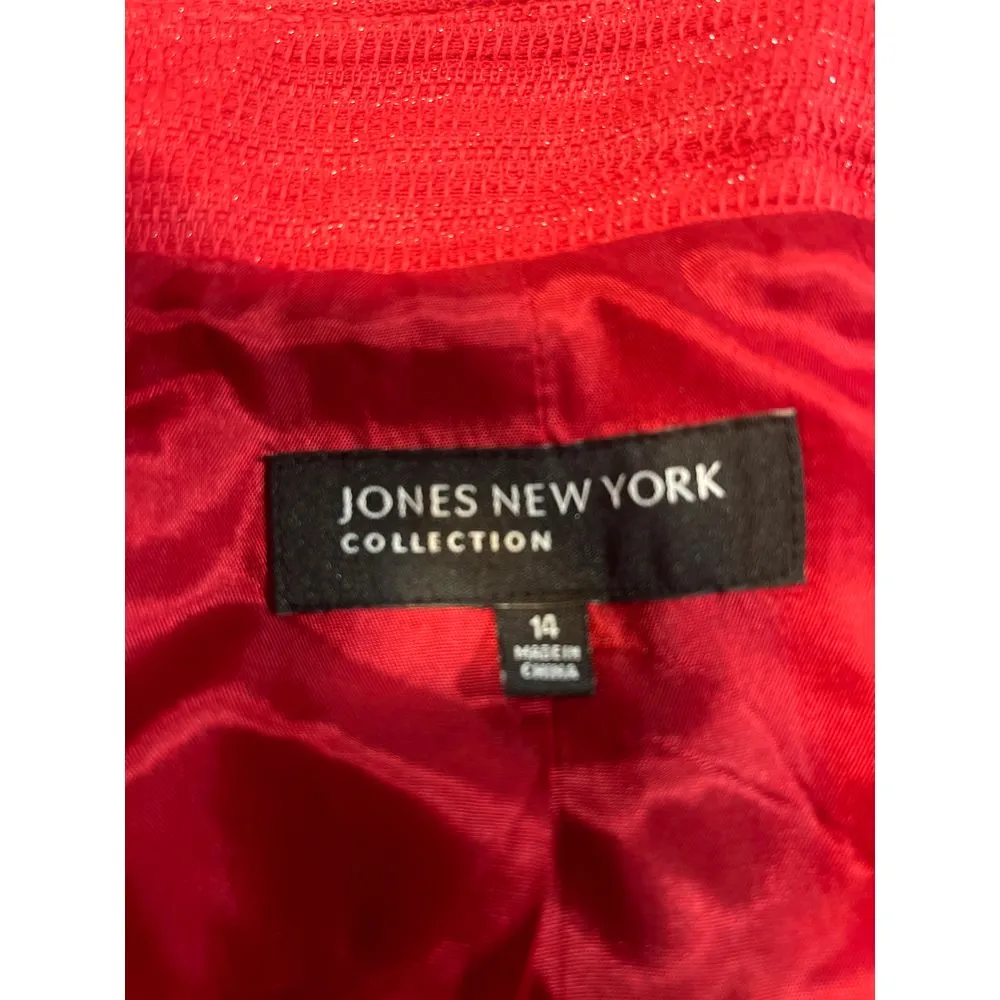 JONES NEW YORK
COLLECTION
14
MADE IN
CHINA